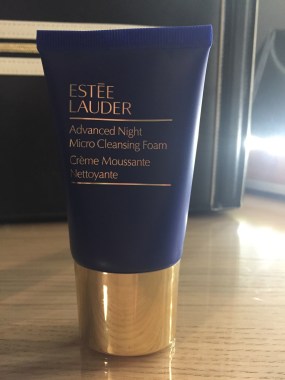 ESTĒE
LAUDER
Advanced Night
Micro Cleansing Foam
Crème Moussante
Nettoyante